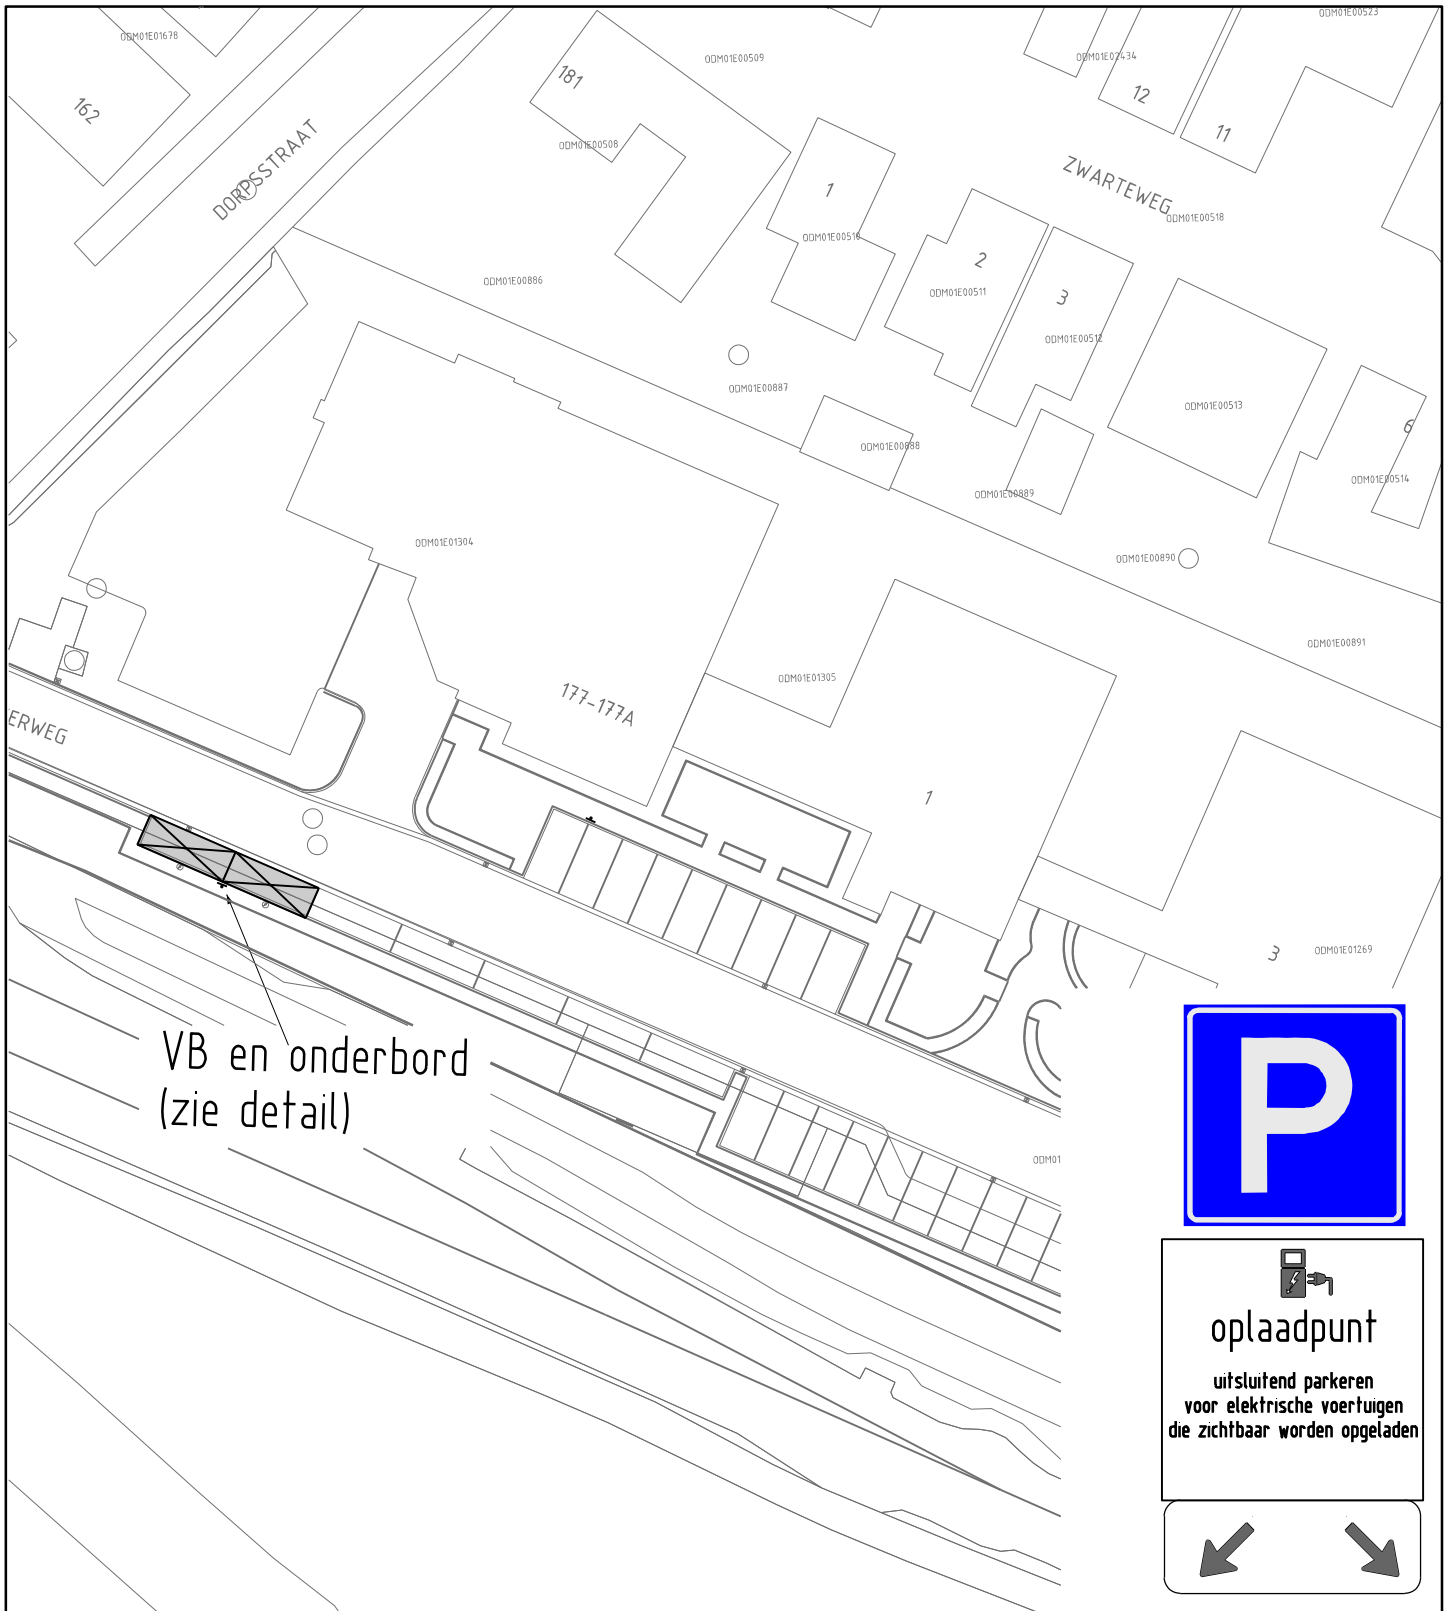 ODM01E00523
ODM01E01678
ODM01E00509
ODM01E02434
181
12
162
11
ODM01E00508
DORPSSTRAAT
ZWARTEWEG
1
ODM01E00518
ODM01E00510
2
ODM01E00886
ODM01E00511
3
ODM01E00512
ODM01E00887
ODM01E00513
6
ODM01E00888
ODM01E00514
ODM01E00889
ODM01E01304
ODM01E00890
ODM01E00891
ODM01E01305
177-177A
ERWEG
1
3
ODM01E01269
VB en onderbord
(zie detail)
ODM01
P
oplaadpunt
uitsluitend parkeren
voor elektrische voertuigen
die zichtbaar worden opgeladen